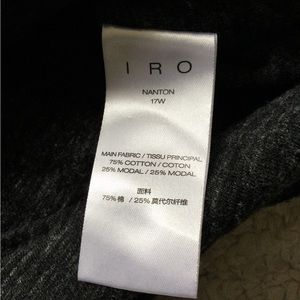 IRO
NANTON
17W
MAIN FABRIC / TISSU PRINCIPAL
75% COTTON / COTON
25% MODAL / 25% MODAL
面料
75% 棉 / 25% 莫代尔纤维